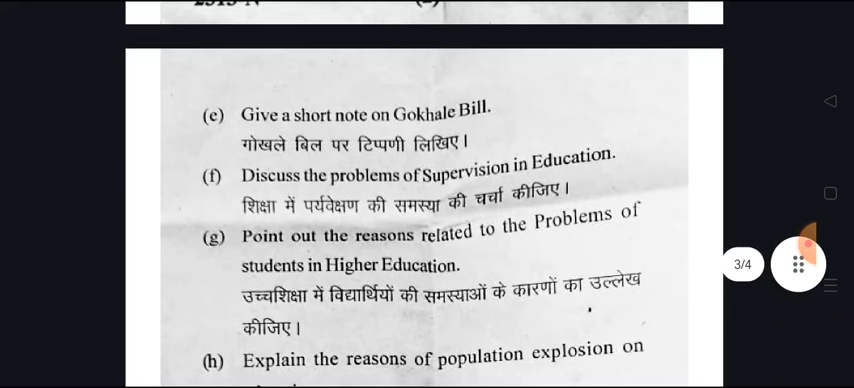 (e) Give a short note on Gokhale Bill.
गोखले बिल पर टिप्पणी लिखिए।
(f) Discuss the problems of Supervision in Education.
शिक्षा में पर्यवेक्षण की समस्या की चर्चा कीजिए।
(g) Point out the reasons related to the Problems of
students in Higher Education.
उच्चशिक्षा में विद्यार्थियों की समस्याओं के कारणों का उल्लेख
कीजिए।
3/4
(h) Explain the reasons of population explosion on